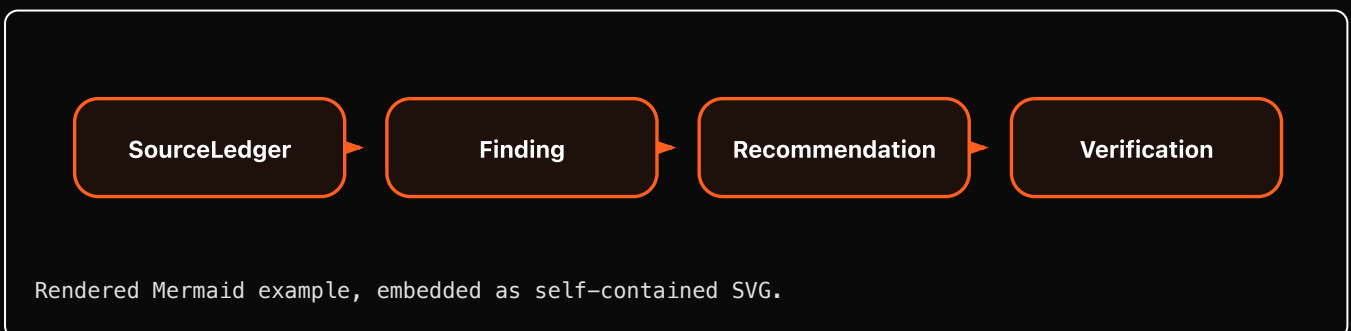 SourceLedger
Finding
Recommendation
Verification
Rendered Mermaid example, embedded as self-contained SVG.